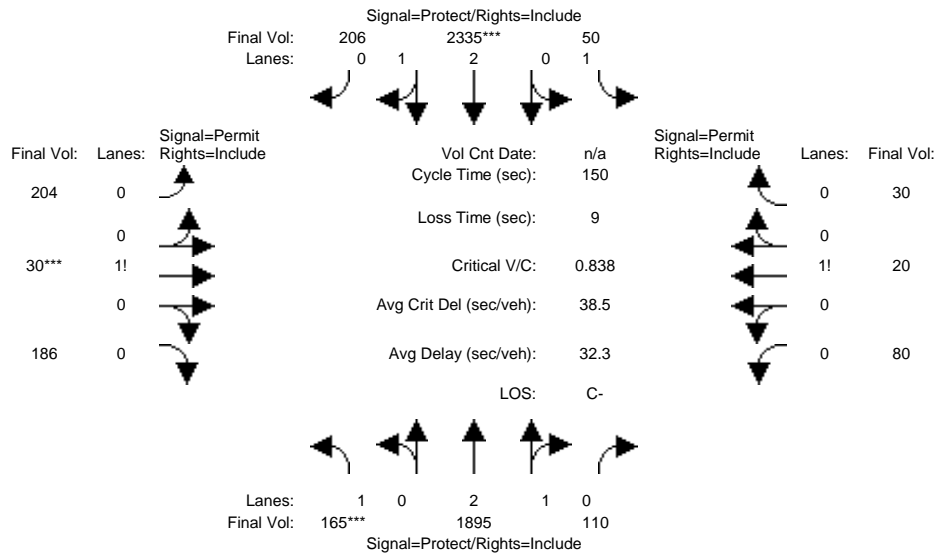 Signal=Protect/Rights=Include
Final Vol: 206 2335*** 50
Lanes: 0 1 2 0 1
Signal=Permit Signal=Permit
Final Vol: Lanes: Rights=Include Vol Cnt Date: n/a Rights=Include Lanes: Final Vol:
Cycle Time (sec): 150
204 0 0 30
Loss Time (sec): 9
0 0
30*** 1! Critical V/C: 0.838 1! 20
0 Avg Crit Del (sec/veh): 38.5 0
186 0 Avg Delay (sec/veh): 32.3 0 80
LOS: C-
Lanes: 1 0 2 1 0
Final Vol: 165*** 1895 110
Signal=Protect/Rights=Include